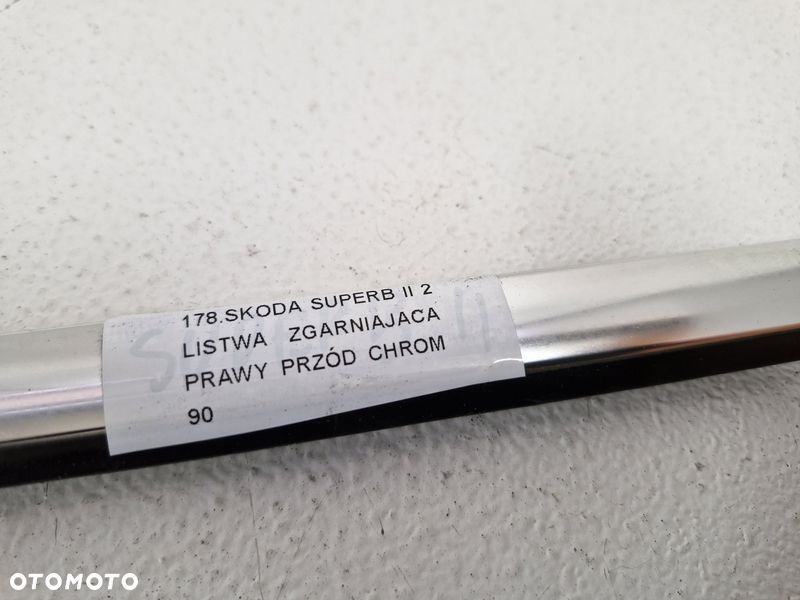 178.SKODA SUPERB II 2
LISTWA ZGARNIAJACA
PRAWY PRZÓD CHROM
90
OTOMOTO